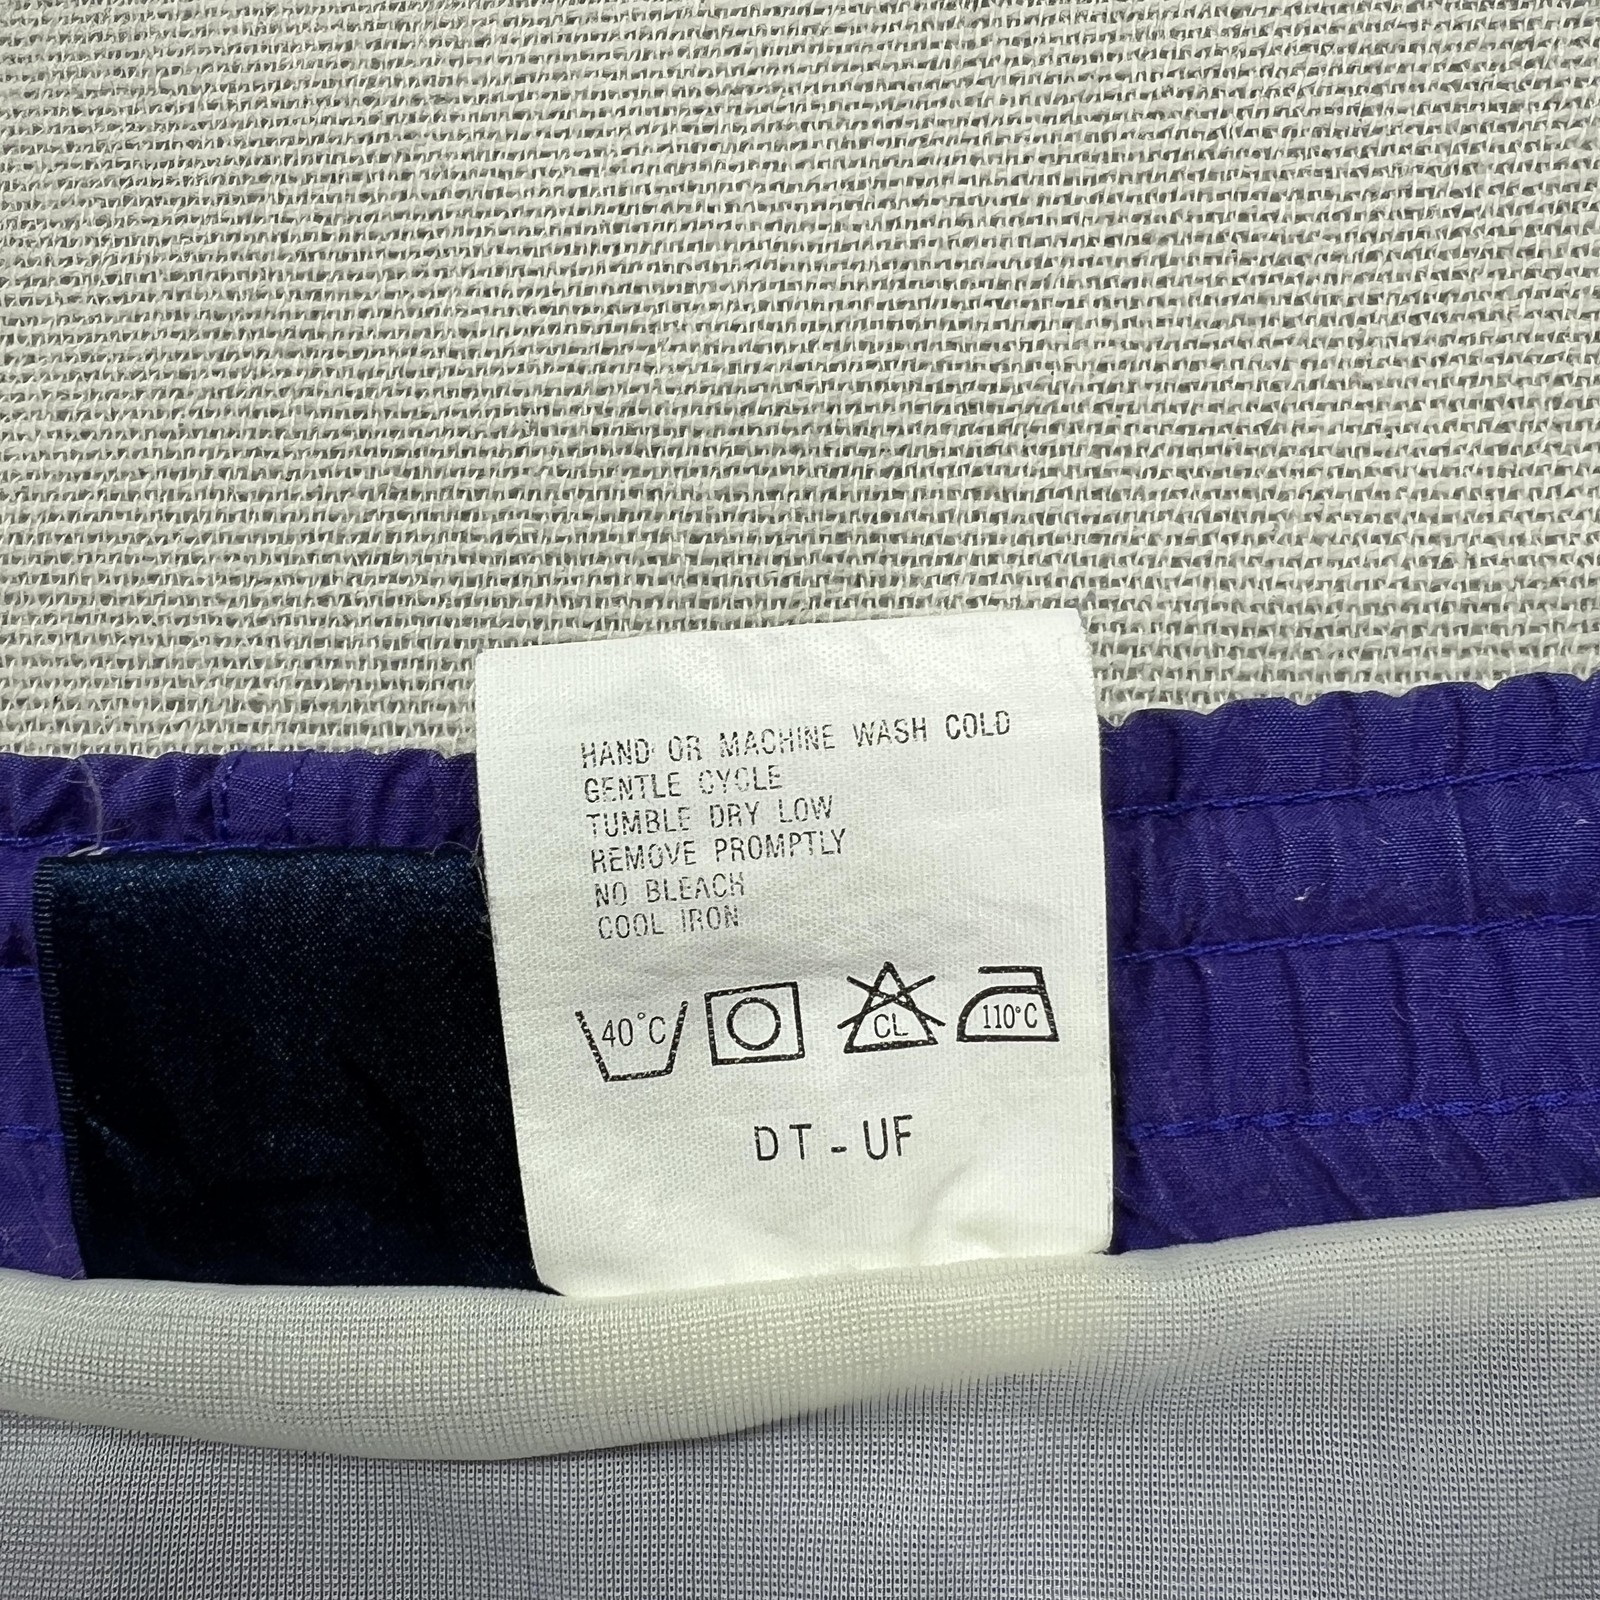 HAND OR MACHINE WASH COLD
GENTLE CYCLE
TUMBLE DRY LOW
REMOVE PROMPTLY
NO BLEACH
COOL IRON
40°C CL 110°C
DT-UF